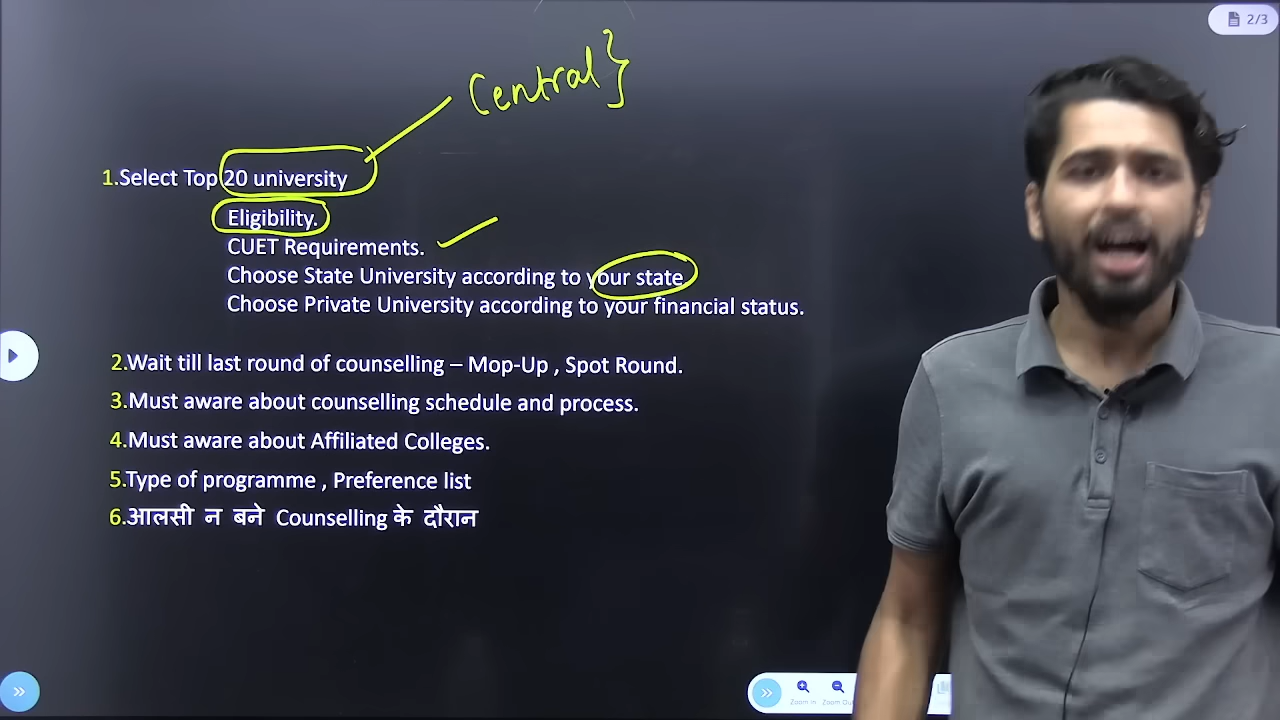 2/3
Central}
1.Select Top 20 university
Eligibility.
CUET Requirements.
Choose State University according to your state
Choose Private University according to your financial status.
2.Wait till last round of counselling – Mop-Up , Spot Round.
3.Must aware about counselling schedule and process.
4.Must aware about Affiliated Colleges.
5.Type of programme , Preference list
6.आलसी न बने Counselling के दौरान
Zoom In Zoom